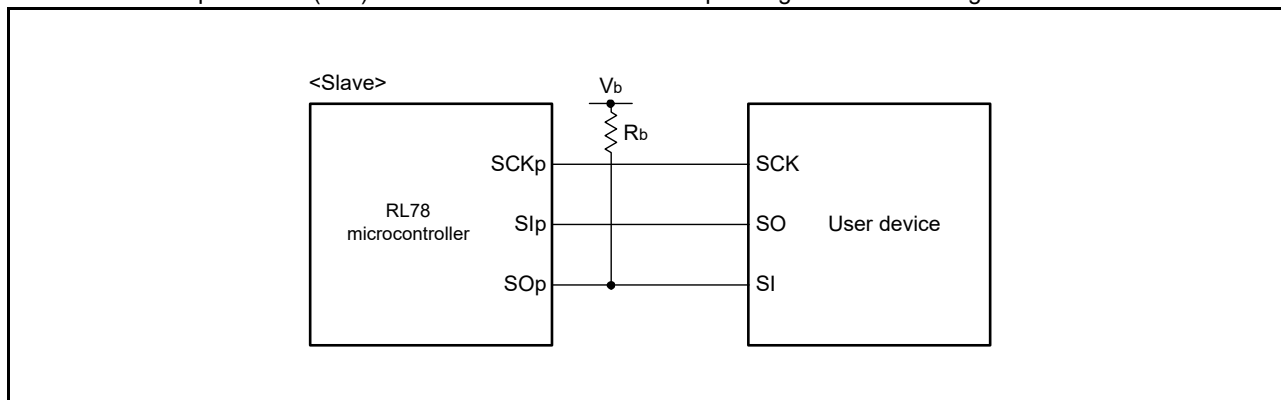 <Slave>
Vb
Rb
SCKp SCK
RL78
microcontroller
SIp SO User device
SOp SI